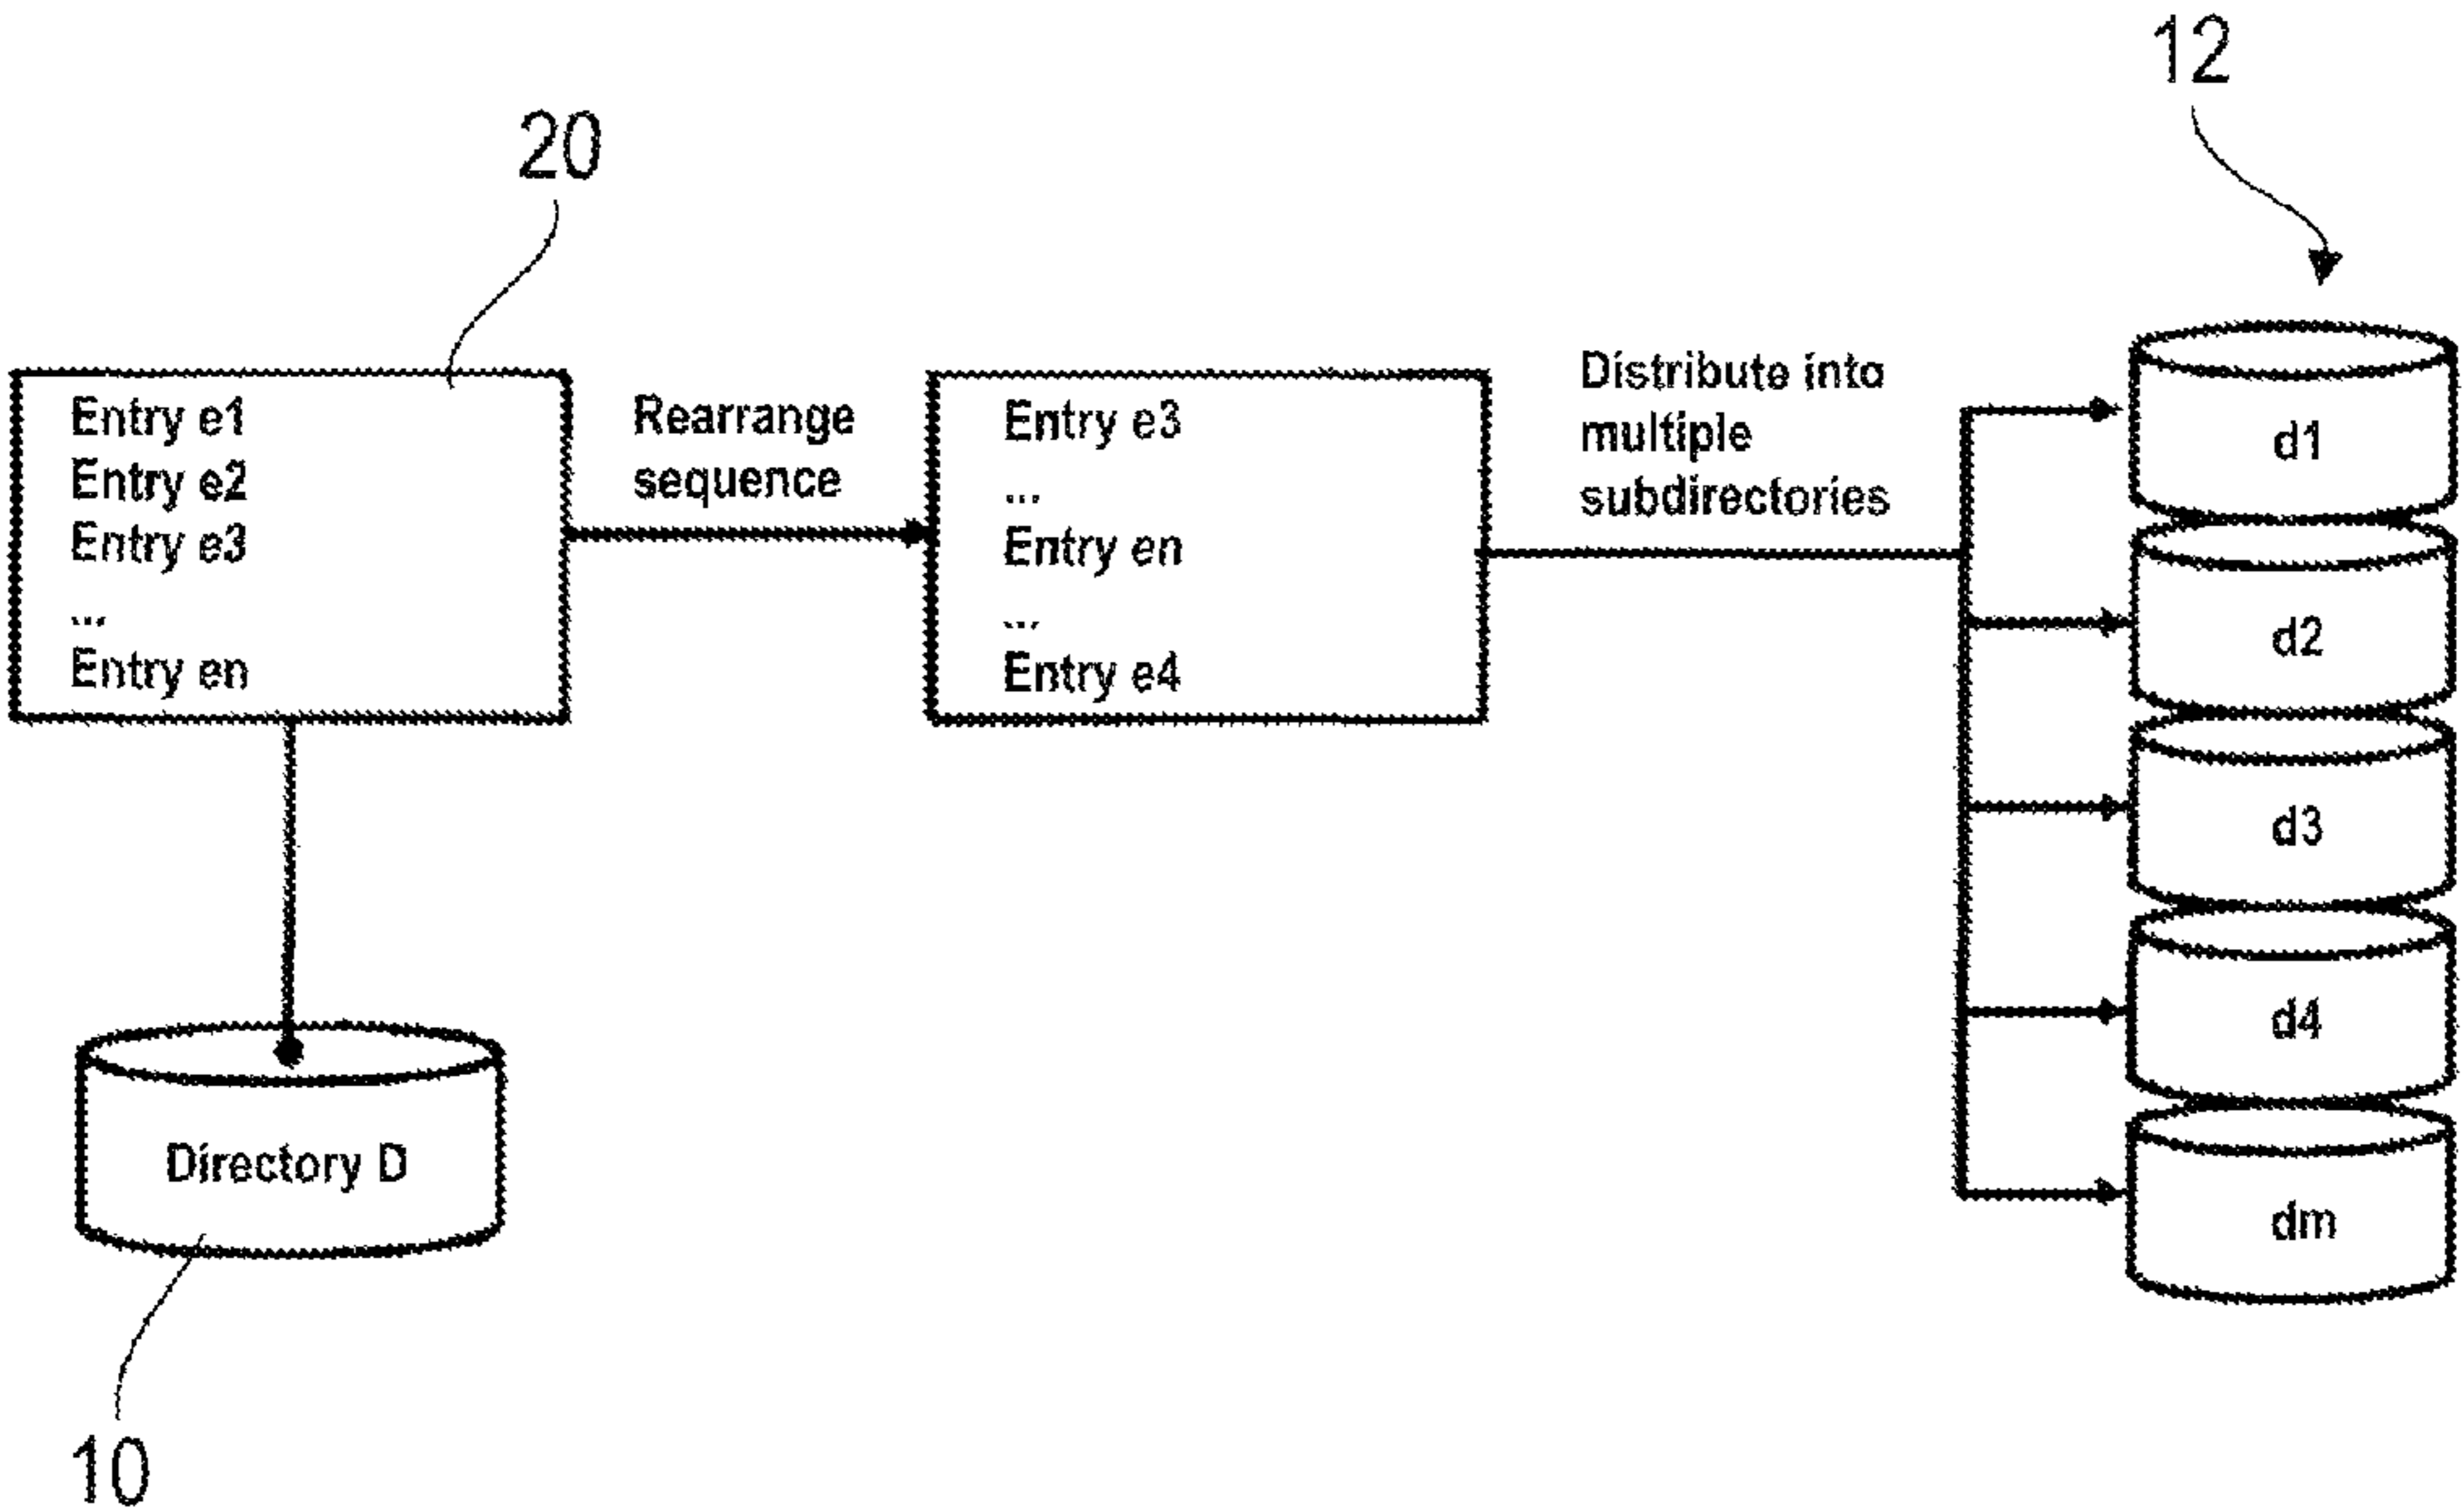 12
20
Entry e1
Entry e2
Entry e3
...
Entry en
Rearrange
sequence
Entry e3
...
Entry en
...
Entry e4
Distribute into
multiple
subdirectories
d1
d2
d3
d4
dm
Directory D
10